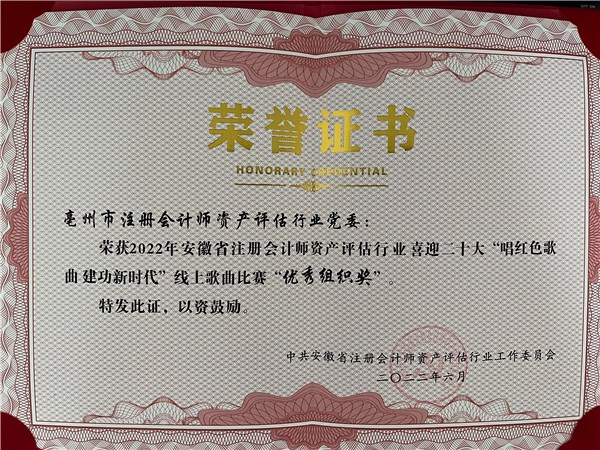 荣誉证书
HONORARY CREDENTIAL
亳州市注册会计师资产评估行业党委：
荣获2022年安徽省注册会计师资产评估行业喜迎二十大“唱红色歌
曲 建功新时代”线上歌曲比赛“优秀组织奖”。
特发此证，以资鼓励。
中共安徽省注册会计师资产评估行业工作委员会
二〇二二年六月